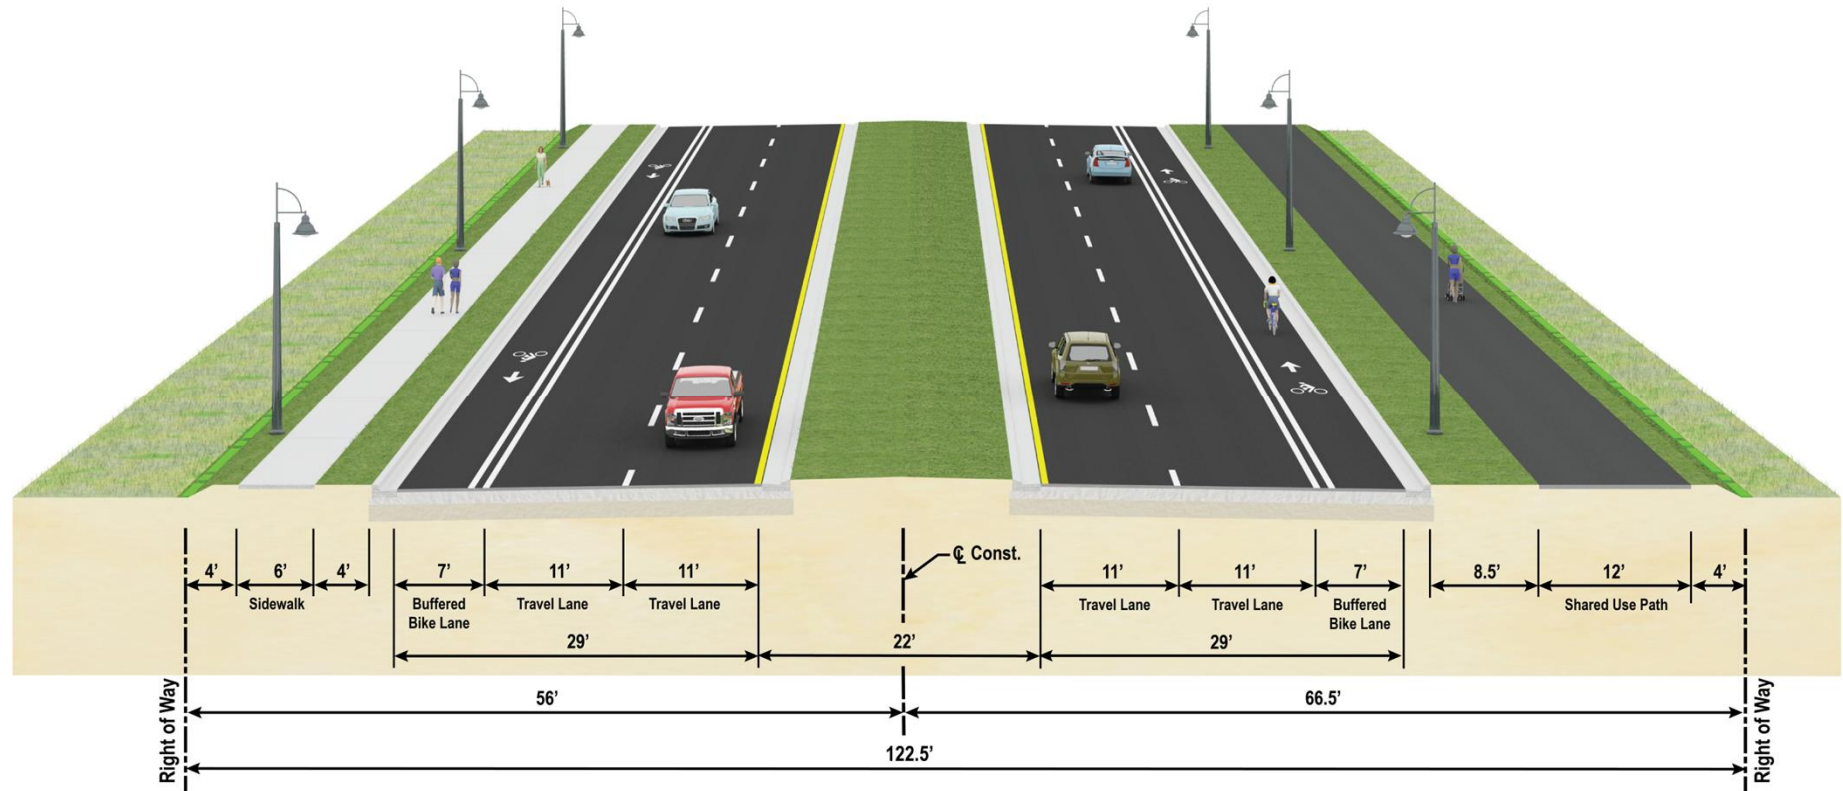 ℄ Const.
4’
6’
4’
7’
11’
11’
11’
11’
7’
8.5’
12’
4’
Sidewalk
Buffered
Bike Lane
Travel Lane
Travel Lane
Travel Lane
Travel Lane
Buffered
Bike Lane
Shared Use Path
29’
22’
29’
56’
66.5’
122.5’
Right of Way
Right of Way